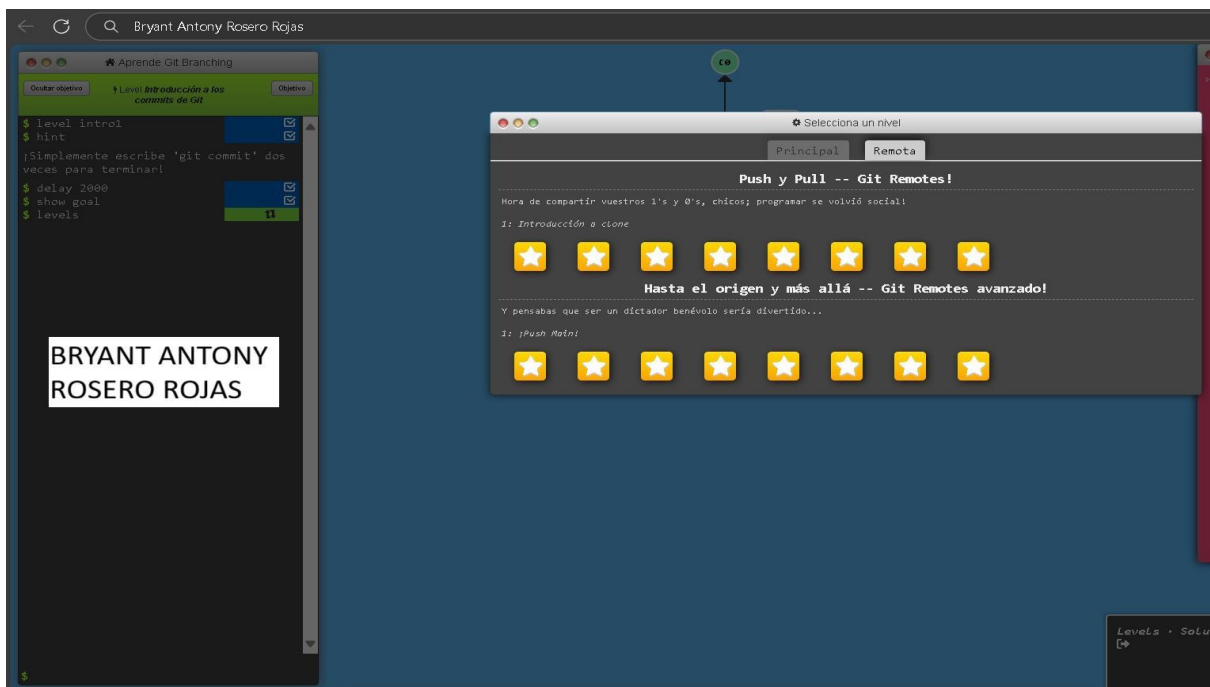 Bryant Antony Rosero Rojas
Aprende Git Branching
Ocultar objetivo
Level Introducción a los
commits de Git
Objetivo
$ level intro1
$ hint
¡Simplemente escribe 'git commit' dos
veces para terminar!
$ delay 2000
$ show goal
$ levels
BRYANT ANTONY
ROSERO ROJAS
$
C0
Selecciona un nivel
Principal
Remota
Push y Pull -- Git Remotes!
Hora de compartir vuestros 1's y 0's, chicos; programar se volvió social!
1: Introducción a clone
Hasta el origen y más allá -- Git Remotes avanzado!
Y pensabas que ser un dictador benévolo sería divertido...
1: ¡Push Main!
Levels · Solu